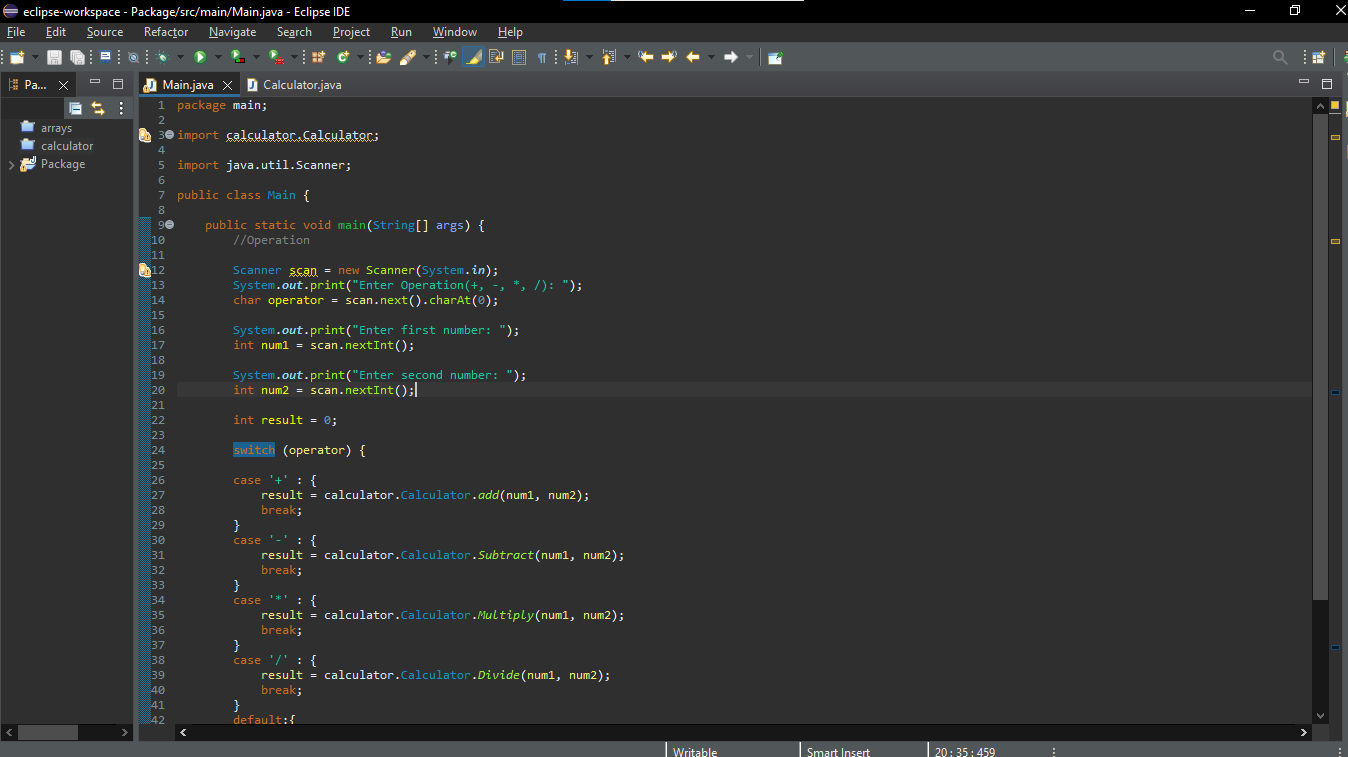 eclipse-workspace - Package/src/main/Main.java - Eclipse IDE
File Edit Source Refactor Navigate Search Project Run Window Help
Pa... Main.java Calculator.java
arrays
calculator
Package
1 package main;
2
3 import calculator.Calculator;
4
5 import java.util.Scanner;
6
7 public class Main {
8
9 public static void main(String[] args) {
10 //Operation
11
12 Scanner scan = new Scanner(System.in);
13 System.out.print("Enter Operation(+, -, *, /): ");
14 char operator = scan.next().charAt(0);
15
16 System.out.print("Enter first number: ");
17 int num1 = scan.nextInt();
18
19 System.out.print("Enter second number: ");
20 int num2 = scan.nextInt();
21
22 int result = 0;
23
24 switch (operator) {
25
26 case '+' : {
27 result = calculator.Calculator.add(num1, num2);
28 break;
29 }
30 case '-' : {
31 result = calculator.Calculator.Subtract(num1, num2);
32 break;
33 }
34 case '*' : {
35 result = calculator.Calculator.Multiply(num1, num2);
36 break;
37 }
38 case '/' : {
39 result = calculator.Calculator.Divide(num1, num2);
40 break;
41 }
42 default:{
Writable Smart Insert 20 : 35 : 459